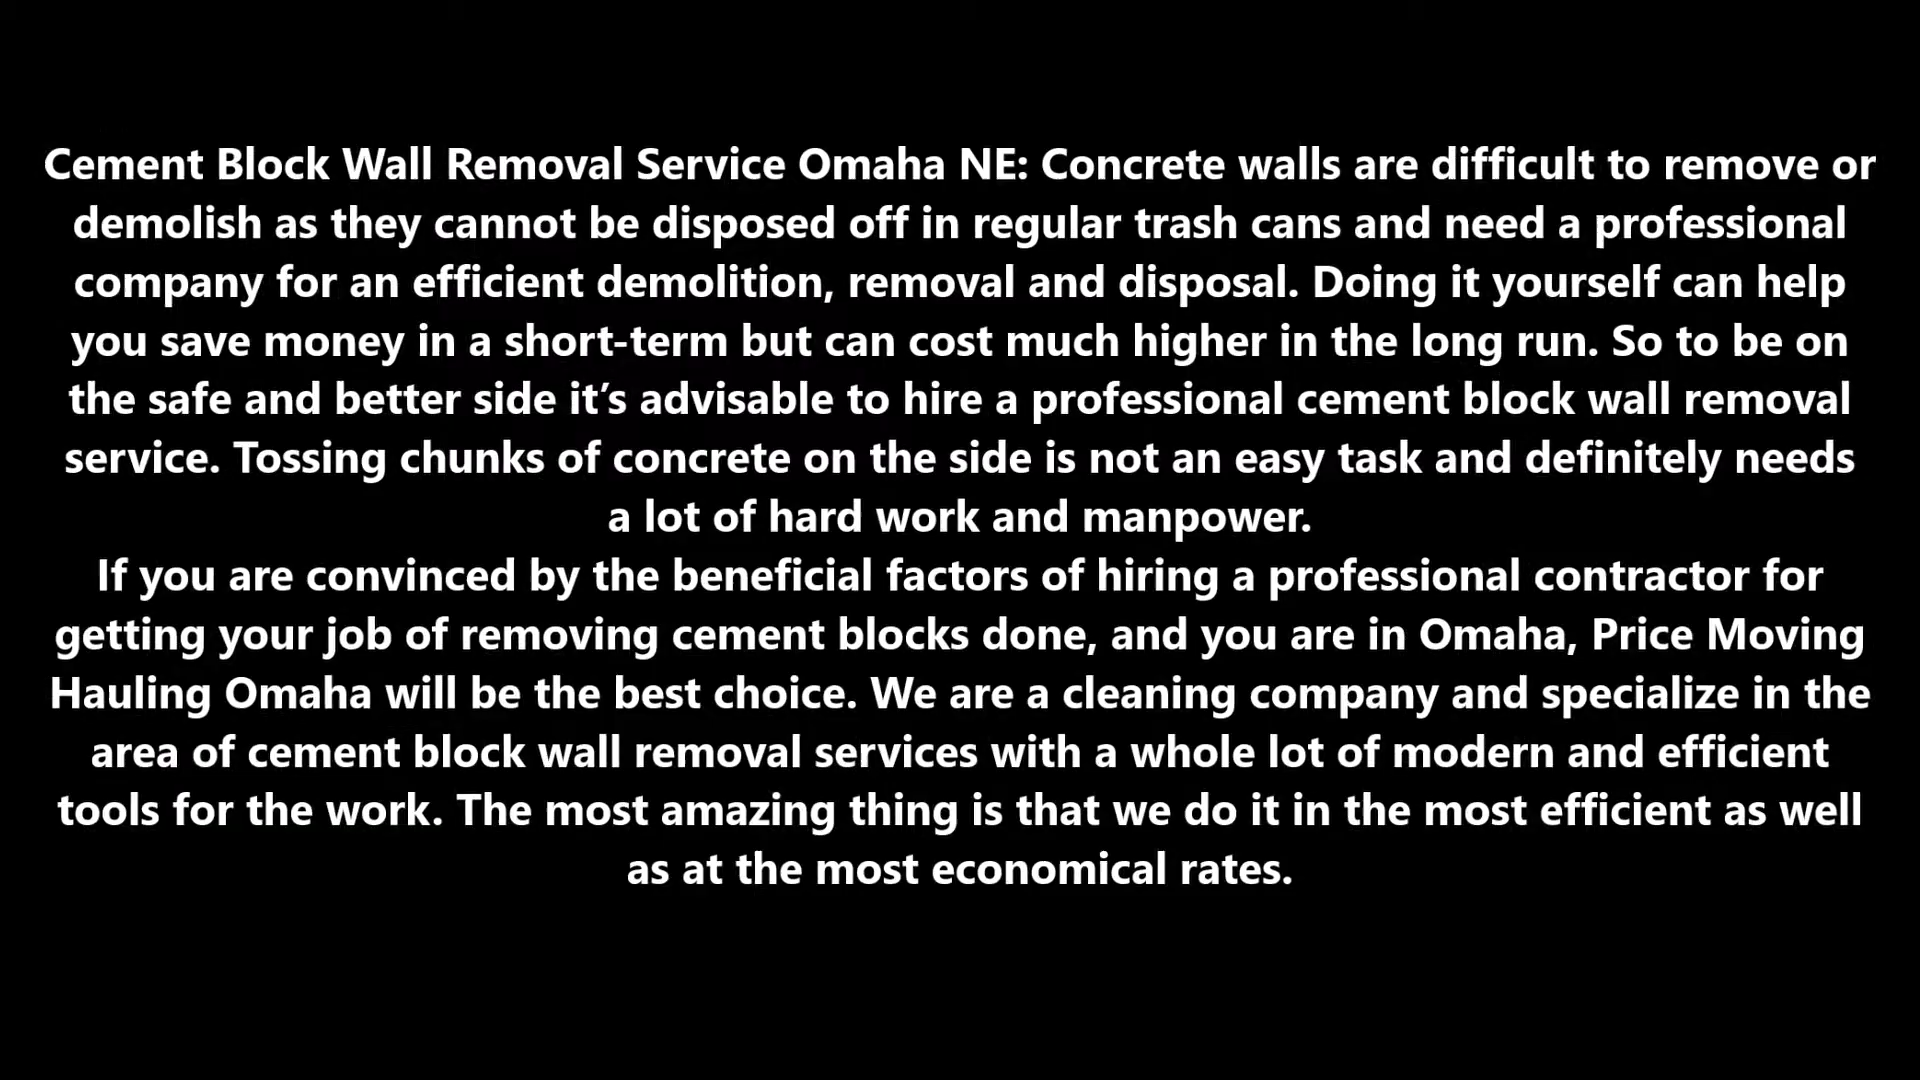 Cement Block Wall Removal Service Omaha NE: Concrete walls are difficult to remove or
demolish as they cannot be disposed off in regular trash cans and need a professional
company for an efficient demolition, removal and disposal. Doing it yourself can help
you save money in a short-term but can cost much higher in the long run. So to be on
the safe and better side it’s advisable to hire a professional cement block wall removal
service. Tossing chunks of concrete on the side is not an easy task and definitely needs
a lot of hard work and manpower.
If you are convinced by the beneficial factors of hiring a professional contractor for
getting your job of removing cement blocks done, and you are in Omaha, Price Moving
Hauling Omaha will be the best choice. We are a cleaning company and specialize in the
area of cement block wall removal services with a whole lot of modern and efficient
tools for the work. The most amazing thing is that we do it in the most efficient as well
as at the most economical rates.